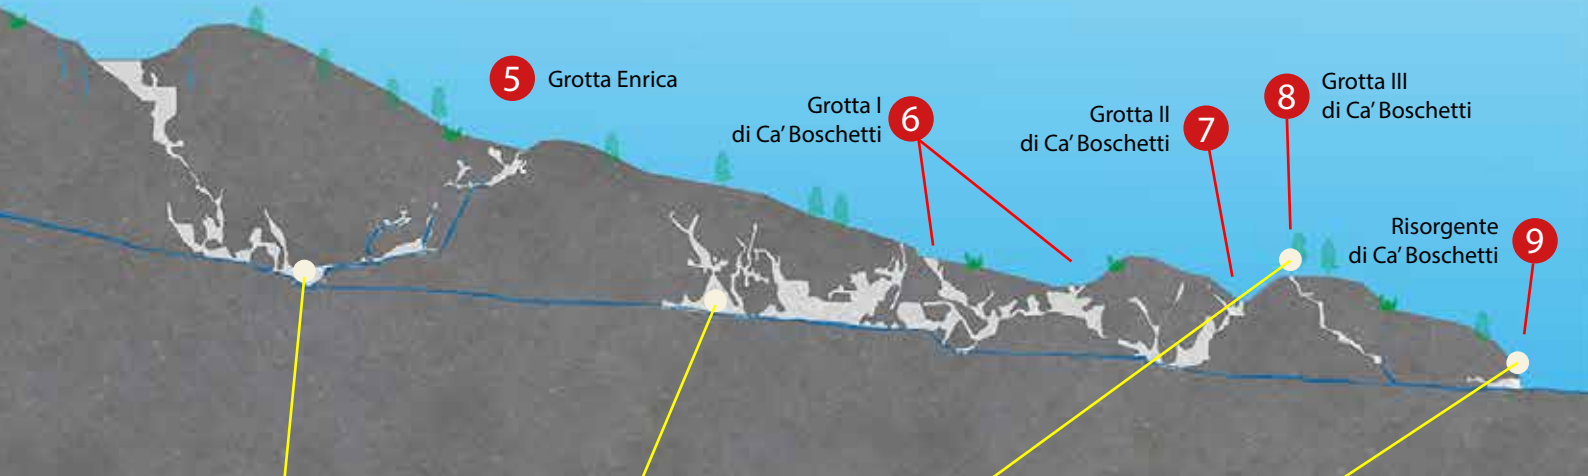 5 Grotta Enrica
Grotta I
di Ca' Boschetti
6
Grotta II
di Ca' Boschetti
7
8
Grotta III
di Ca' Boschetti
Risorgente
di Ca' Boschetti
9